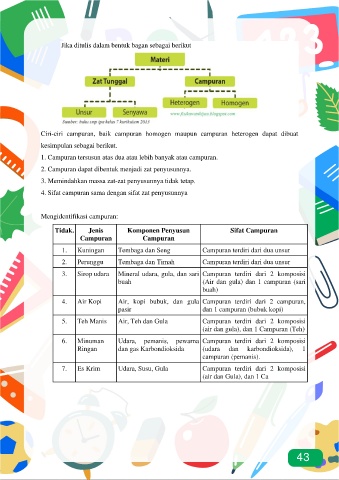 Jika ditulis dalam bentuk bagan sebagai berikut
Materi
Zat Tunggal Campuran
Unsur Senyawa Heterogen Homogen
Sumber: buku bup ipa kelas 7 kurikulum 2013
Ciri-ciri campuran, baik campuran homogen maupun campuran heterogen dapat dibuat
kesimpulan sebagai berikut.
1. Campuran tersusun atas dua atau lebih banyak atau campuran.
2. Campuran dapat dibentuk menjadi zat penyusunnya.
3. Memindahkan massa zat-zat penyusunnya tidak tetap.
4. Sifat campuran sama dengan sifat zat penyusunnya
Mengidentifikasi campuran:
Tidak. Jenis Komponen Penyusun Sifat Campuran
Campuran Campuran
1. Kuningan Tembaga dan Seng Campuran terdiri dari dua unsur
2. Perunggu Tembaga dan Timah Campuran terdiri dari dua unsur
3. Sirop udara Mineral udara, gula, dan sari Campuran terdiri dari 2 komposisi
buah (Air dan gula) dan 1 campuran (sari
buah)
4. Air Kopi Air, kopi bubuk, dan gula Campuran terdiri dari 2 campuran,
pasir dan 1 campuran (bubuk kopi)
5. Teh Manis Air, Teh dan Gula Campuran terdiri dari 2 komposisi
(air dan gula), dan 1 Campuran (Teh)
6. Minuman Udara, pemanis, pewarna Campuran terdiri dari 2 komposisi
Ringan dan gas Karbondioksida (udara dan karbondioksida), 1
campuran (pemanis).
7. Es Krim Udara, Susu, Gula Campuran terdiri dari 2 komposisi
(air dan Gula), dan 1 Ca
43